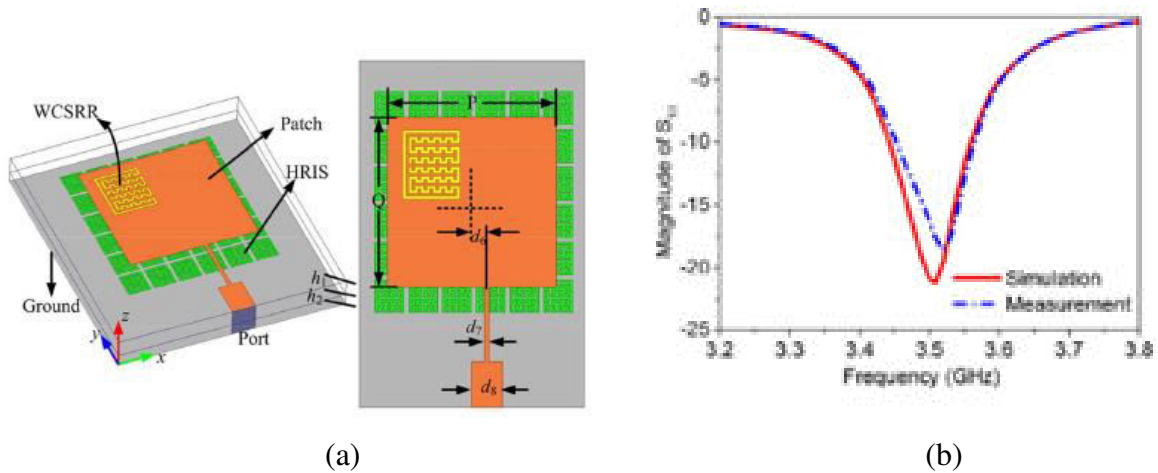 WCSRR
Patch
HRIS
Ground
h₁
h₂
Port
z
y
x
P
Q
d₆
d₇
d₈
(a)
Magnitude of S₁₁
0
-5
-10
-15
-20
-25
Simulation
Measurement
3.2 3.3 3.4 3.5 3.6 3.7 3.8
Frequency (GHz)
(b)